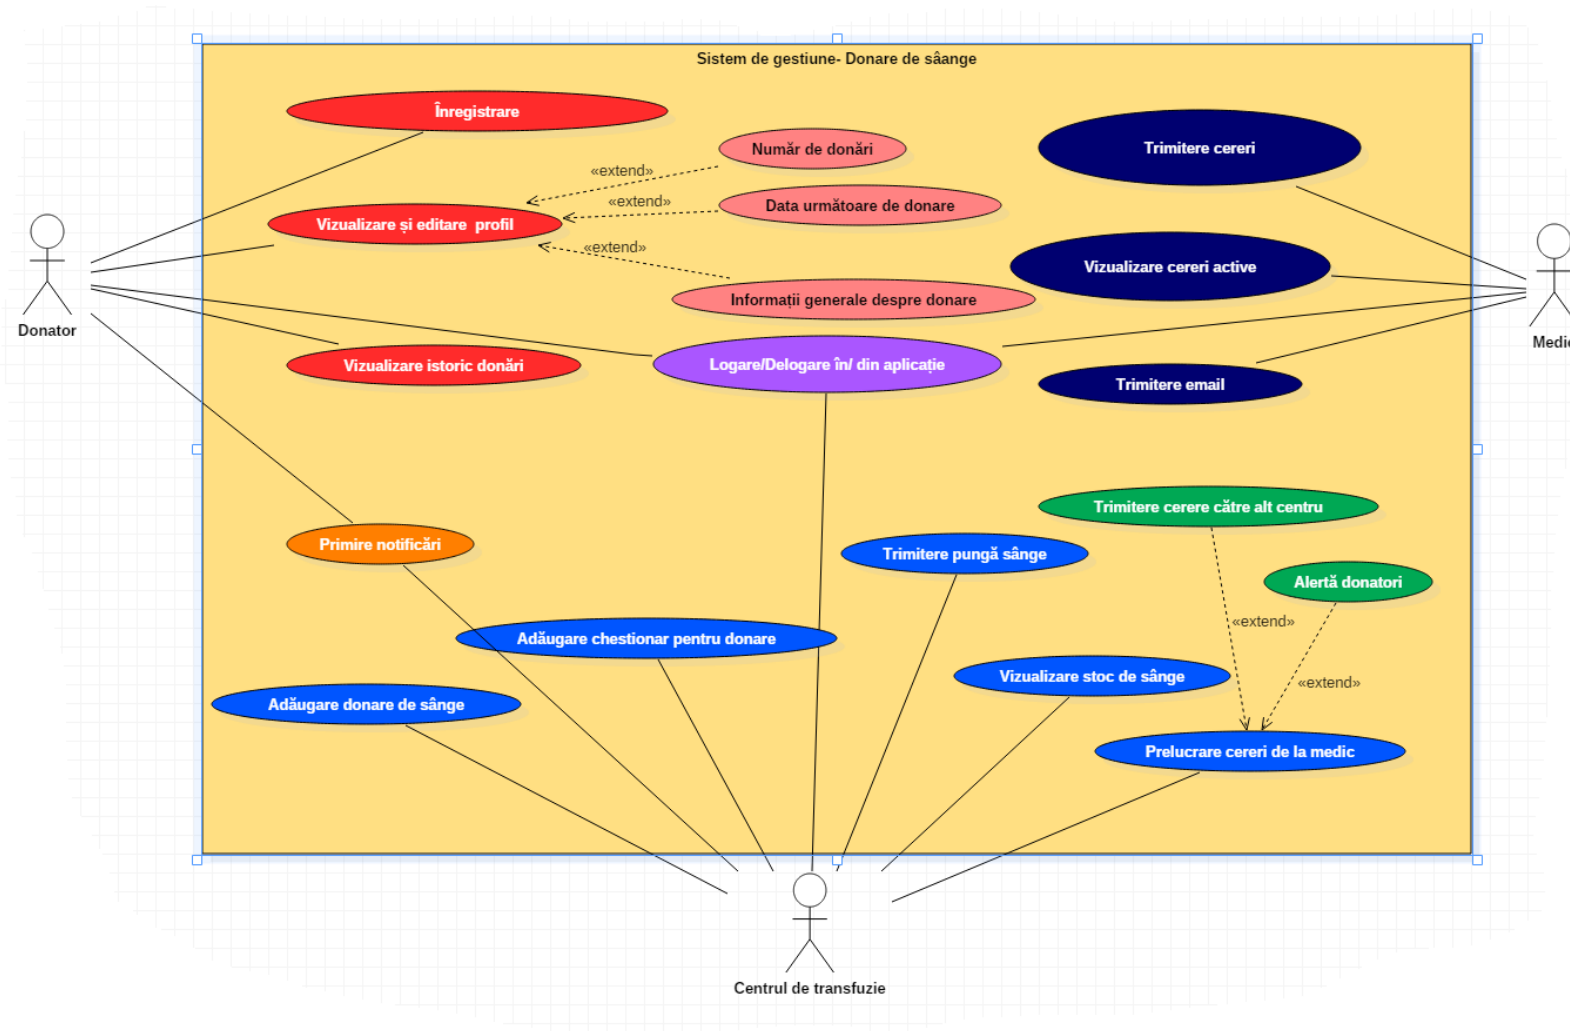 Sistem de gestiune- Donare de sâange
Înregistrare
Număr de donări
Trimitere cereri
«extend»
«extend»
Data următoare de donare
Vizualizare și editare  profil
«extend»
Vizualizare cereri active
Informații generale despre donare
Donator
Medic
Vizualizare istoric donări
Logare/Delogare în/ din aplicație
Trimitere email
Trimitere cerere către alt centru
Primire notificări
Trimitere pungă sânge
Alertă donatori
«extend»
Adăugare chestionar pentru donare
Vizualizare stoc de sânge
«extend»
Adăugare donare de sânge
Prelucrare cereri de la medic
Centrul de transfuzie